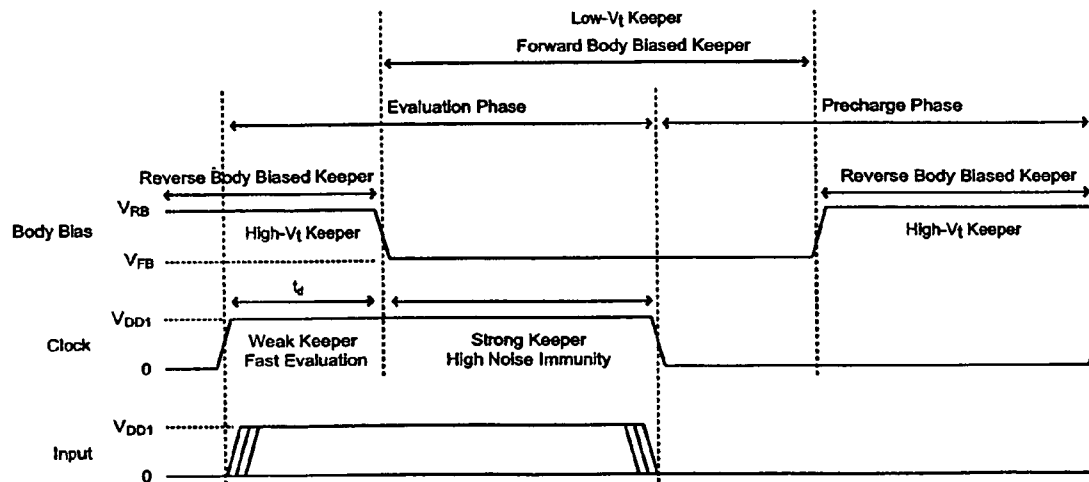 Low-Vt Keeper
Forward Body Biased Keeper
Evaluation Phase
Precharge Phase
Reverse Body Biased Keeper
Reverse Body Biased Keeper
VRB
Body Bias
High-Vt Keeper
High-Vt Keeper
VFB
td
VDD1
Clock
Weak Keeper
Fast Evaluation
Strong Keeper
High Noise Immunity
0
VDD1
Input
0